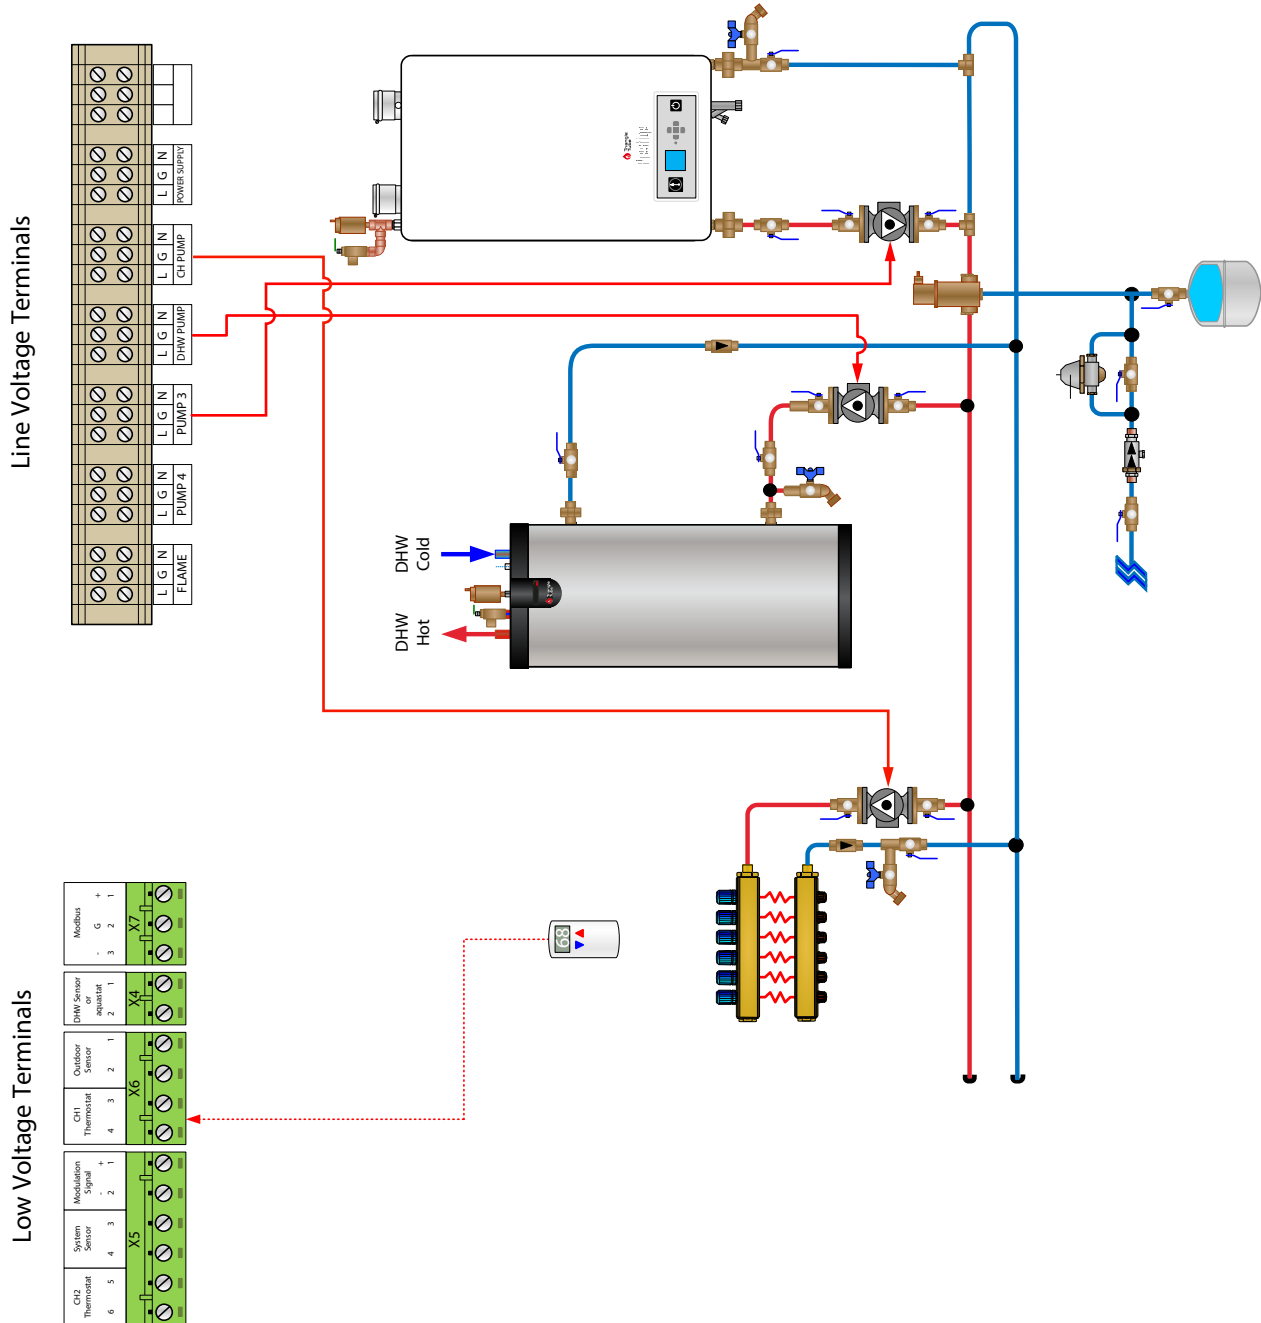 Line Voltage Terminals
L G N
POWER SUPPLY
L G N
CH PUMP
L G N
DHW PUMP
L G N
PUMP 3
L G N
PUMP 4
L G N
FLAME
DHW
Cold
DHW
Hot
68
Low Voltage Terminals
Modbus
- G +
3 2 1
X7
DHW Sensor
or
aquastat
2 1
X4
Outdoor
Sensor
2 1
CH1
Thermostat
4 3
X6
Modulation
Signal
- +
2 1
System
Sensor
4 3
CH2
Thermostat
6 5
X5